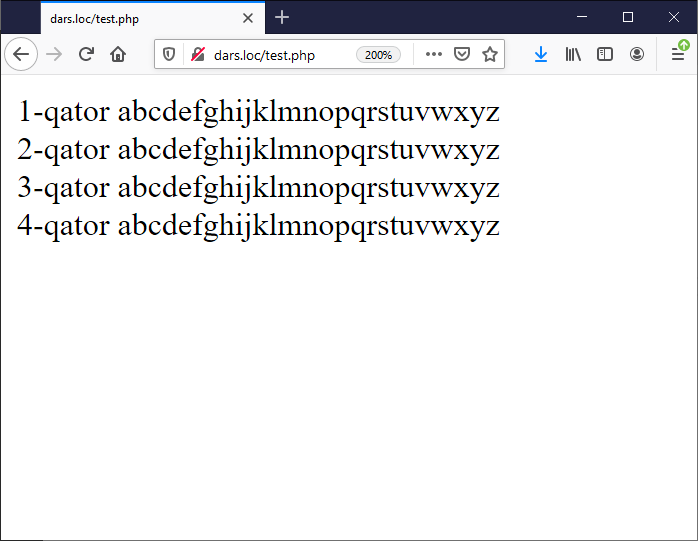 dars.loc/test.php
dars.loc/test.php 200%
1-qator abcdefghijklmnopqrstuvwxyz
2-qator abcdefghijklmnopqrstuvwxyz
3-qator abcdefghijklmnopqrstuvwxyz
4-qator abcdefghijklmnopqrstuvwxyz